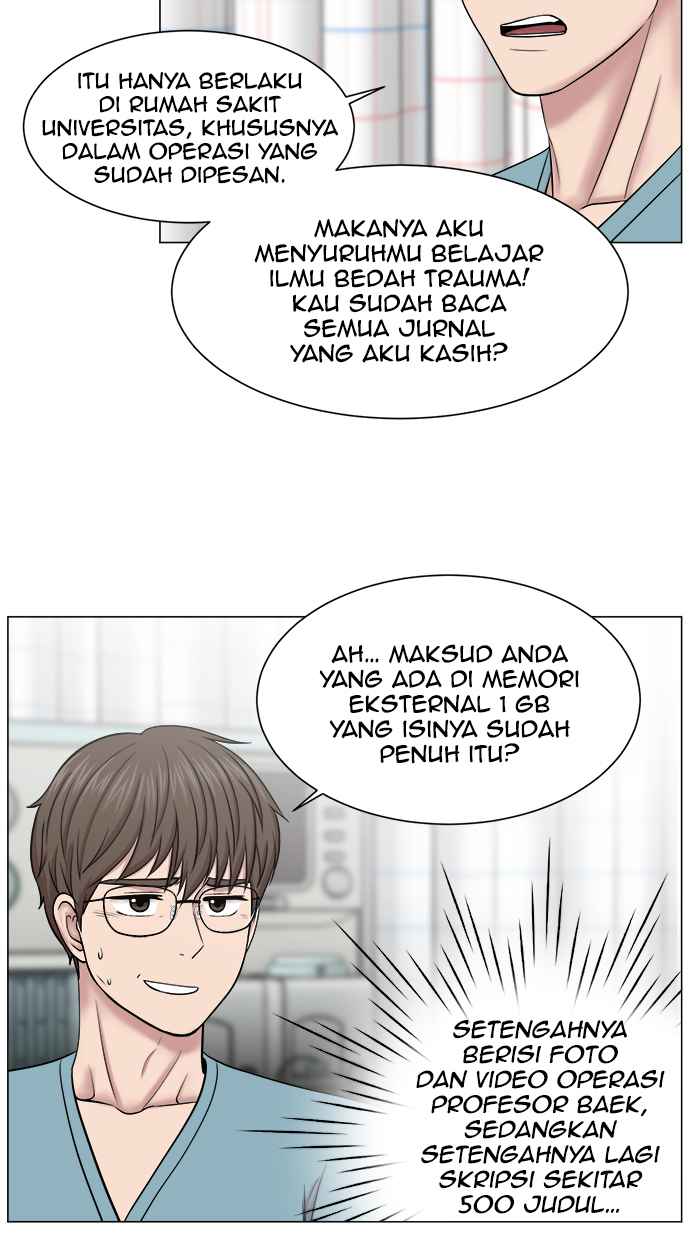 ITU HANYA BERLAKU
DI RUMAH SAKIT
UNIVERSITAS, KHUSUSNYA
DALAM OPERASI YANG
SUDAH DIPESAN.
MAKANYA AKU
MENYURUHMU BELAJAR
ILMU BEDAH TRAUMA!
KAU SUDAH BACA
SEMUA JURNAL
YANG AKU KASIH?
AH... MAKSUD ANDA
YANG ADA DI MEMORI
EKSTERNAL 1 GB
YANG ISINYA SUDAH
PENUH ITU?
SETENGAHNYA
BERISI FOTO
DAN VIDEO OPERASI
PROFESOR BAEK,
SEDANGKAN
SETENGAHNYA LAGI
SKRIPSI SEKITAR
500 JUDUL...